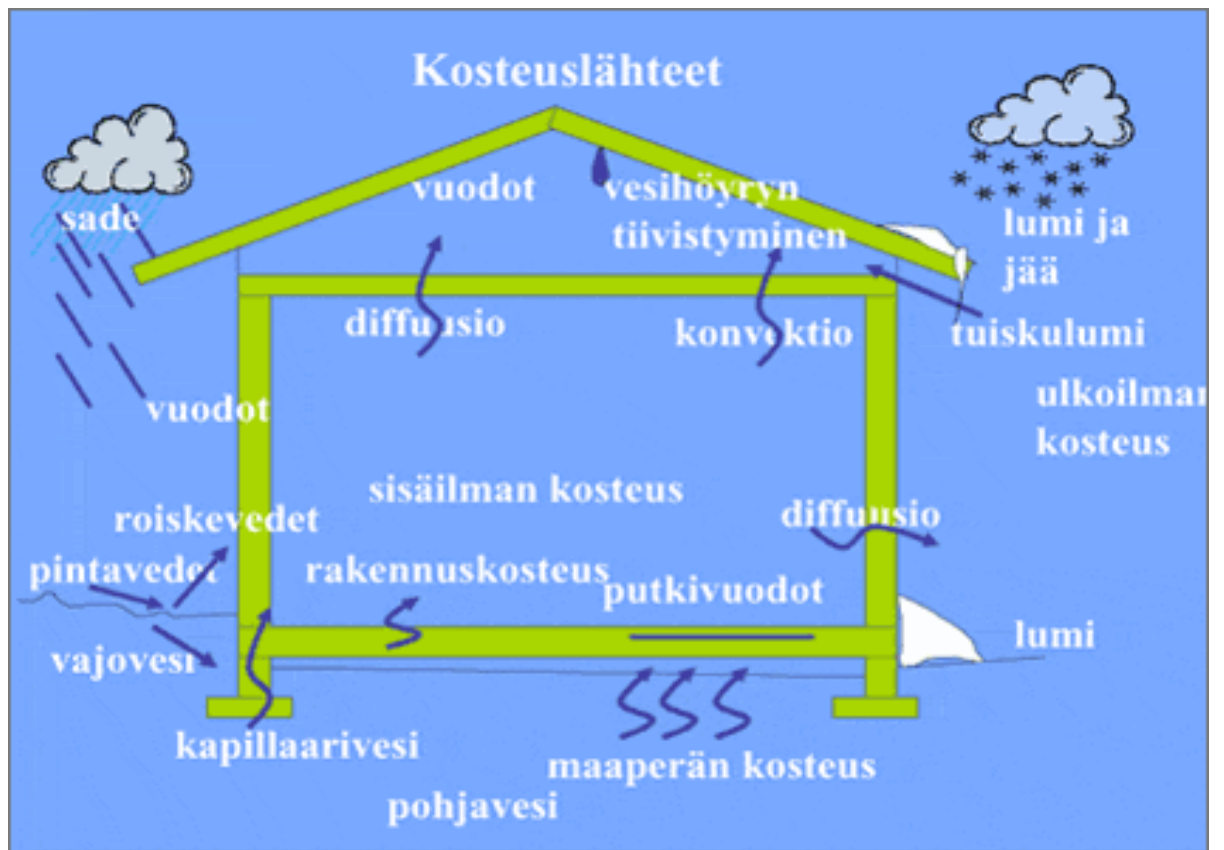 Kosteuslähteet
vuodot
vesihöyryn
tiivistyminen
sade
lumi ja
jää
diffuusio
konvektio
tuiskulumi
vuodot
ulkoilman
kosteus
sisäilman kosteus
roiskevedet
diffuusio
pintavedet
rakennuskosteus
putkivuodot
vajovesi
lumi
kapillaarivesi
maaperän kosteus
pohjavesi